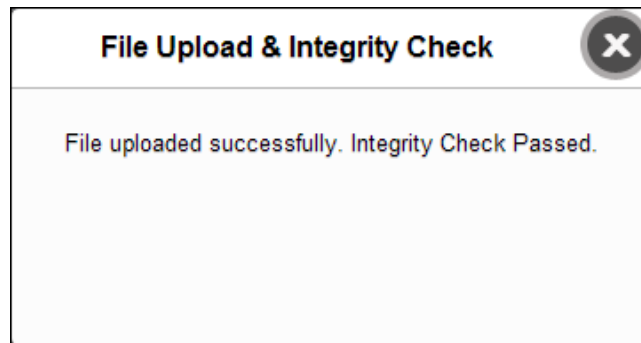 File Upload & Integrity Check
File uploaded successfully. Integrity Check Passed.